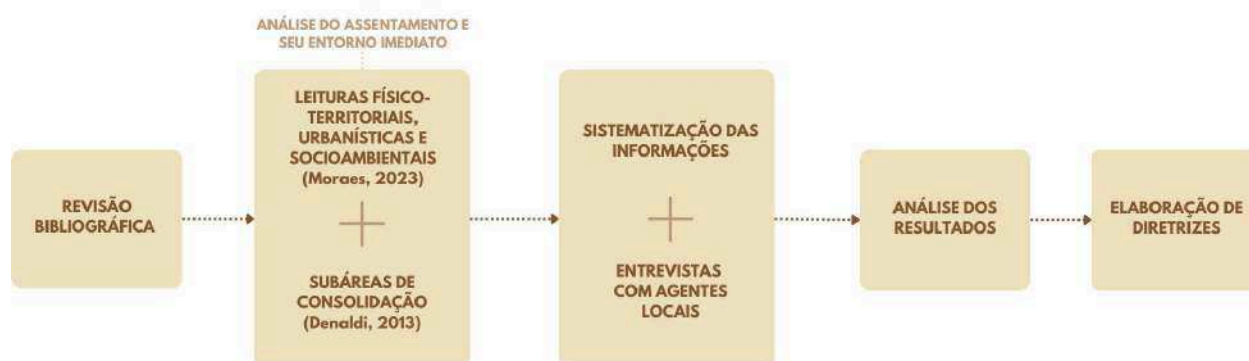 ANÁLISE DO ASSENTAMENTO E
SEU ENTORNO IMEDIATO
REVISÃO
BIBLIOGRÁFICA
LEITURAS FÍSICO-
TERRITORIAIS,
URBANÍSTICAS E
SOCIOAMBIENTAIS
(Moraes, 2023)
SUBÁREAS DE
CONSOLIDAÇÃO
(Denaldi, 2013)
SISTEMATIZAÇÃO DAS
INFORMAÇÕES
ENTREVISTAS
COM AGENTES
LOCAIS
ANÁLISE DOS
RESULTADOS
ELABORAÇÃO DE
DIRETRIZES